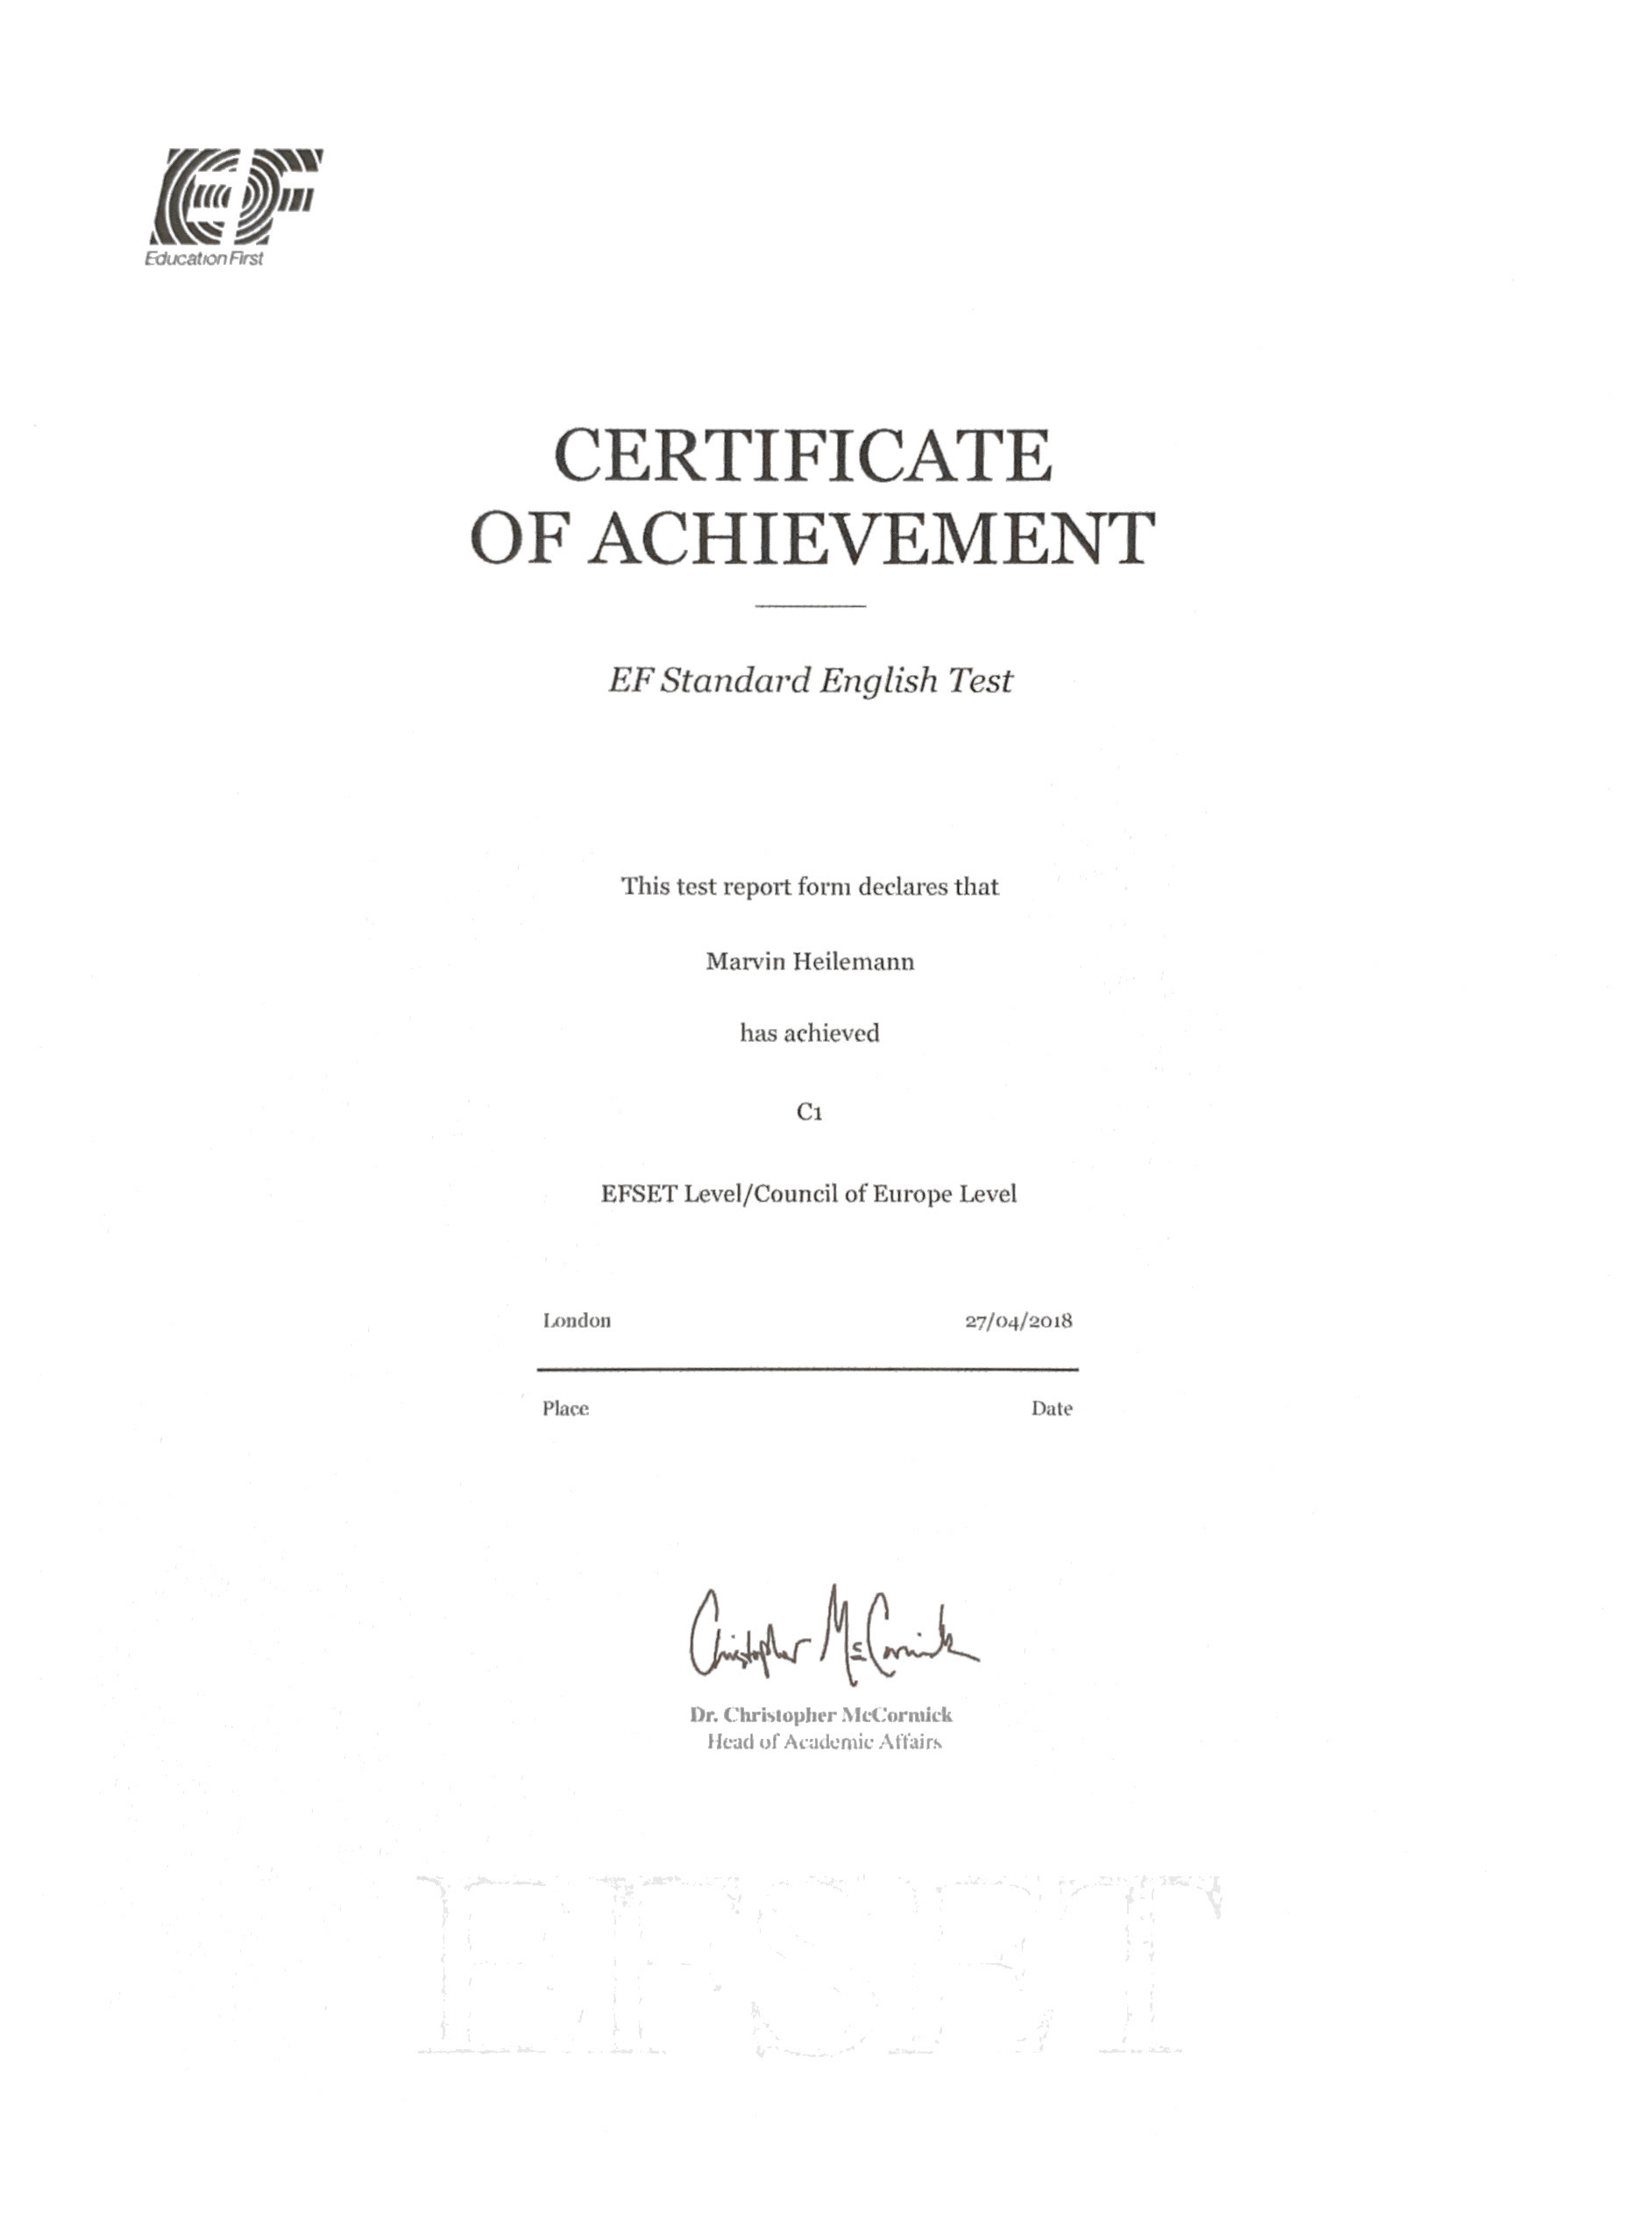 EF
Education First
CERTIFICATE
OF ACHIEVEMENT
EF Standard English Test
This test report form declares that
Marvin Heilemann
has achieved
C1
EFSET Level/Council of Europe Level
London 27/04/2018
Place Date
Christopher McCormick
Dr. Christopher McCormick
Head of Academic Affairs
EFSET